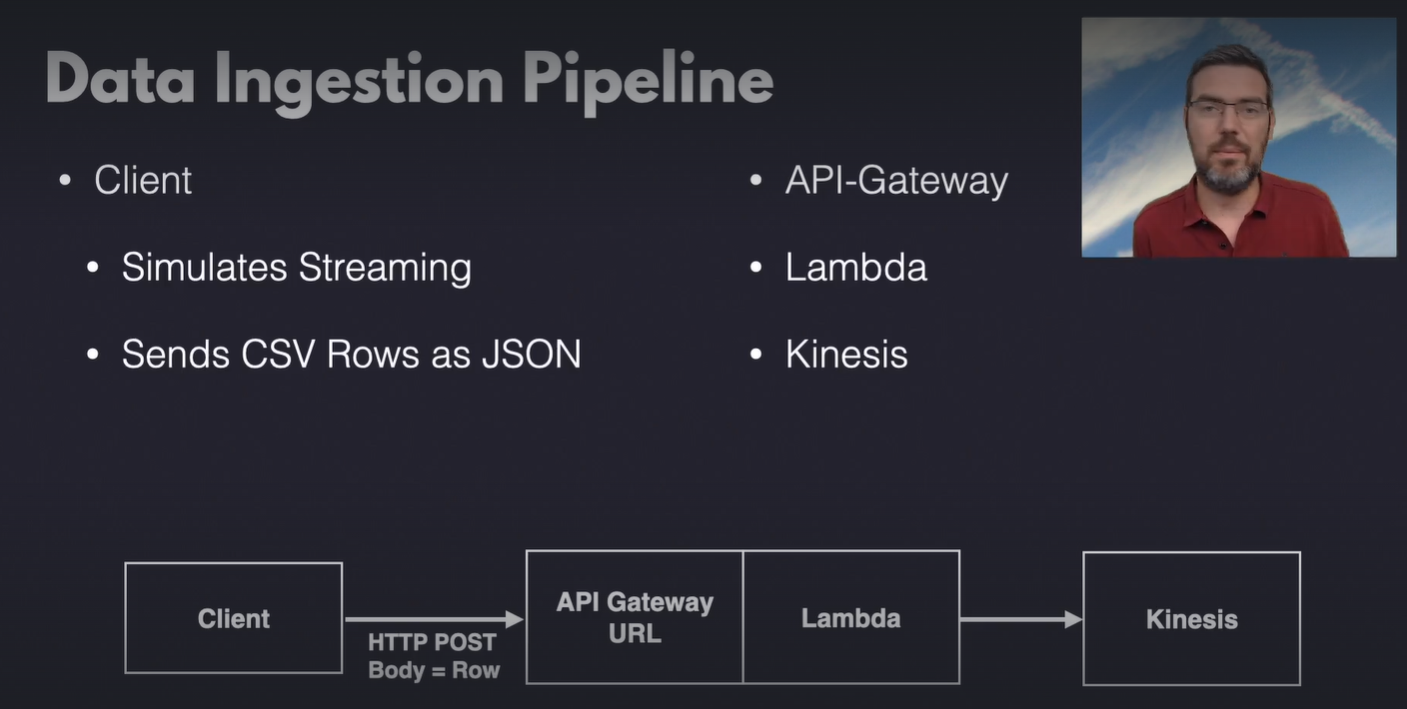 Data Ingestion Pipeline
• Client
• Simulates Streaming
• Sends CSV Rows as JSON
• API-Gateway
• Lambda
• Kinesis
Client
HTTP POST
Body = Row
API Gateway
URL
Lambda
Kinesis